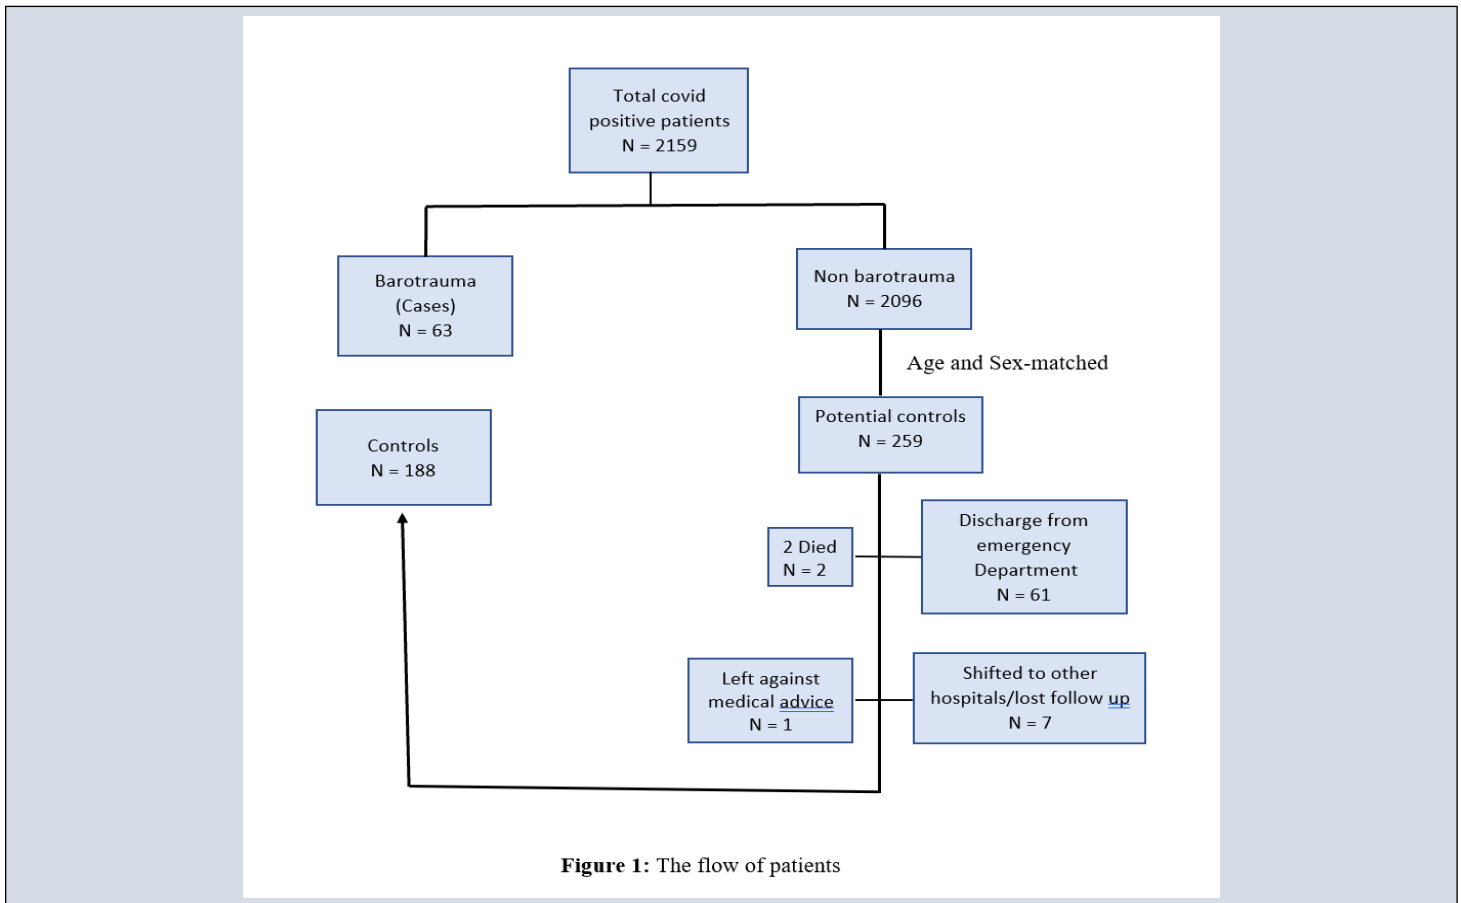 Total covid
positive patients
N = 2159
Barotrauma
(Cases)
N = 63
Non barotrauma
N = 2096
Age and Sex-matched
Potential controls
N = 259
Controls
N = 188
2 Died
N = 2
Discharge from
emergency
Department
N = 61
Left against
medical advice
N = 1
Shifted to other
hospitals/lost follow up
N = 7
Figure 1: The flow of patients